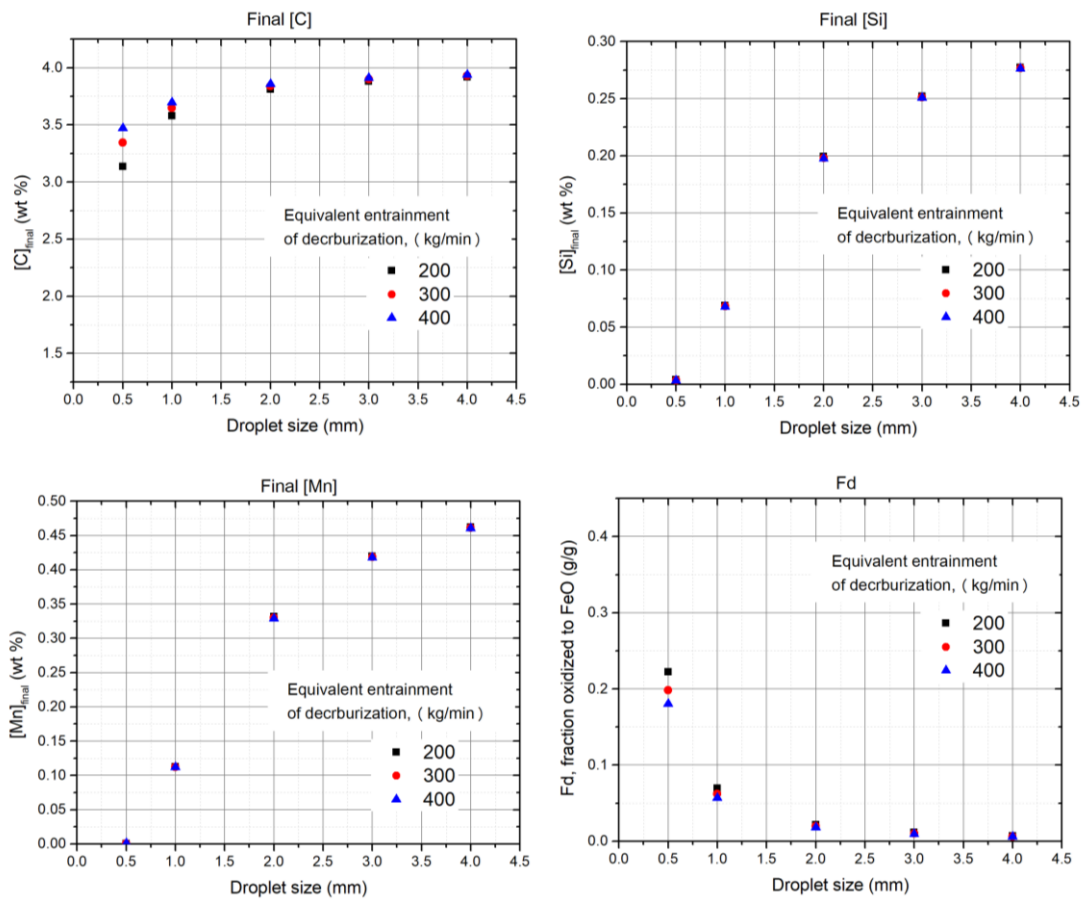 Final [C]
4.0
3.5
3.0
2.5
2.0
1.5
[C]final (wt %)
Equivalent entrainment
of decrburization, ( kg/min)
200
300
400
0.0 0.5 1.0 1.5 2.0 2.5 3.0 3.5 4.0 4.5
Droplet size (mm)
Final [Si]
0.30
0.25
0.20
0.15
0.10
0.05
0.00
[Si]final (wt %)
Equivalent entrainment
of decrburization, ( kg/min)
200
300
400
0.0 0.5 1.0 1.5 2.0 2.5 3.0 3.5 4.0 4.5
Droplet size (mm)
Final [Mn]
0.50
0.45
0.40
0.35
0.30
0.25
0.20
0.15
0.10
0.05
0.00
[Mn]final (wt %)
Equivalent entrainment
of decrburization, ( kg/min)
200
300
400
0.0 0.5 1.0 1.5 2.0 2.5 3.0 3.5 4.0 4.5
Droplet size (mm)
Fd
0.4
0.3
0.2
0.1
0.0
Fd, fraction oxidized to FeO (g/g)
Equivalent entrainment
of decrburization, ( kg/min)
200
300
400
0.0 0.5 1.0 1.5 2.0 2.5 3.0 3.5 4.0 4.5
Droplet size (mm)